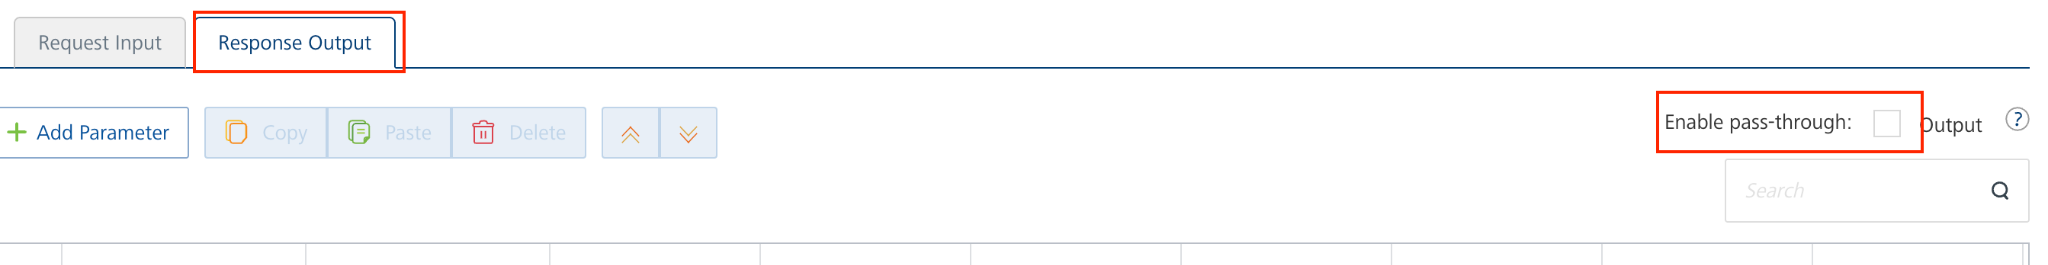 Request Input
Response Output
Add Parameter
Copy
Paste
Delete
Enable pass-through:
Output
?
Search